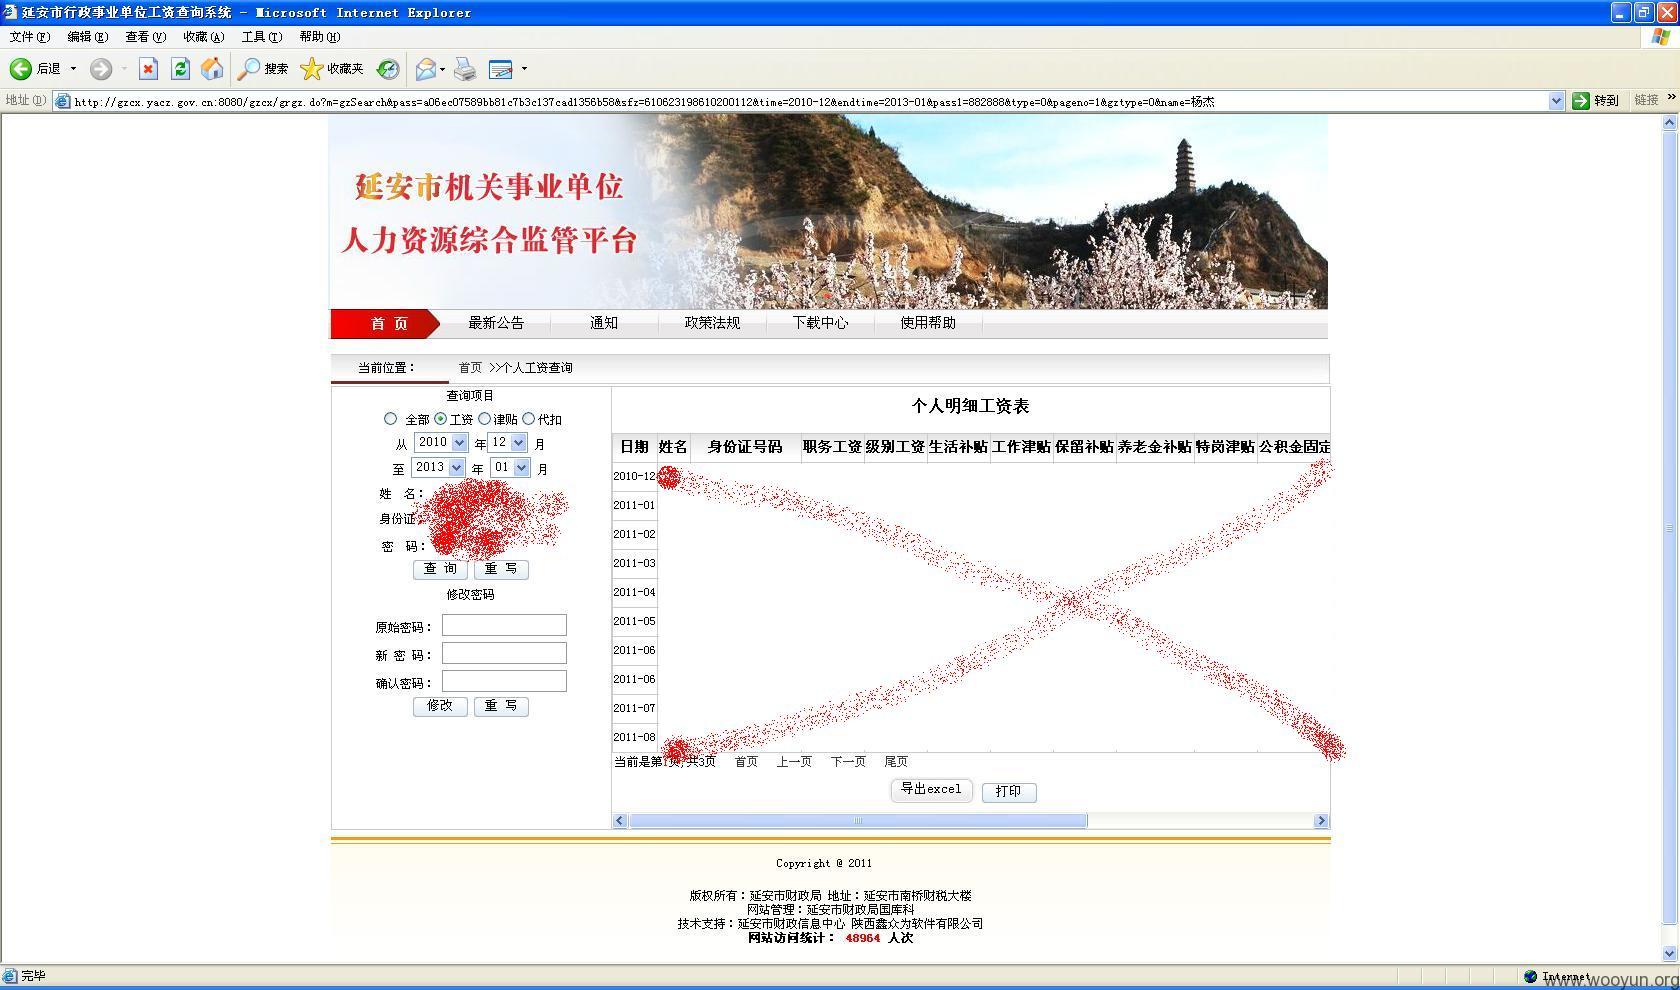 延安市行政事业单位工资查询系统 - Microsoft Internet Explorer
文件(F) 编辑(E) 查看(V) 收藏(A) 工具(T) 帮助(H)
后退 搜索 收藏夹
地址(D) http://gzcx.yacz.gov.cn:8080/gzcx/grgz.do?m=gzSearch&pass=a06ec07589bb81c7b3c137cad1356b58&sfz=610623198610200112&time=2010-12&endtime=2013-01&pass1=882888&type=0&pageno=1&gztype=0&name=杨杰 转到 链接 »
延安市机关事业单位
人力资源综合监管平台
首 页 最新公告 通知 政策法规 下载中心 使用帮助
当前位置： 首页 >>个人工资查询
查询项目
全部 工资 津贴 代扣
从 2010 年 12 月
至 2013 年 01 月
姓 名：
身份证
密 码：
查 询 重 写
修改密码
原始密码：
新 密 码：
确认密码：
修改 重 写
个人明细工资表
日期 姓名 身份证号码 职务工资 级别工资 生活补贴 工作津贴 保留补贴 养老金补贴 特岗津贴 公积金固定
2010-12
2011-01
2011-02
2011-03
2011-04
2011-05
2011-06
2011-06
2011-07
2011-08
当前是第1页,共3页 首页 上一页 下一页 尾页
导出excel 打印
Copyright @ 2011
版权所有：延安市财政局 地址：延安市南桥财税大楼
网站管理：延安市财政局国库科
技术支持：延安市财政信息中心 陕西鑫众为软件有限公司
网站访问统计： 48964 人次
完毕 Internet
www.wooyun.org